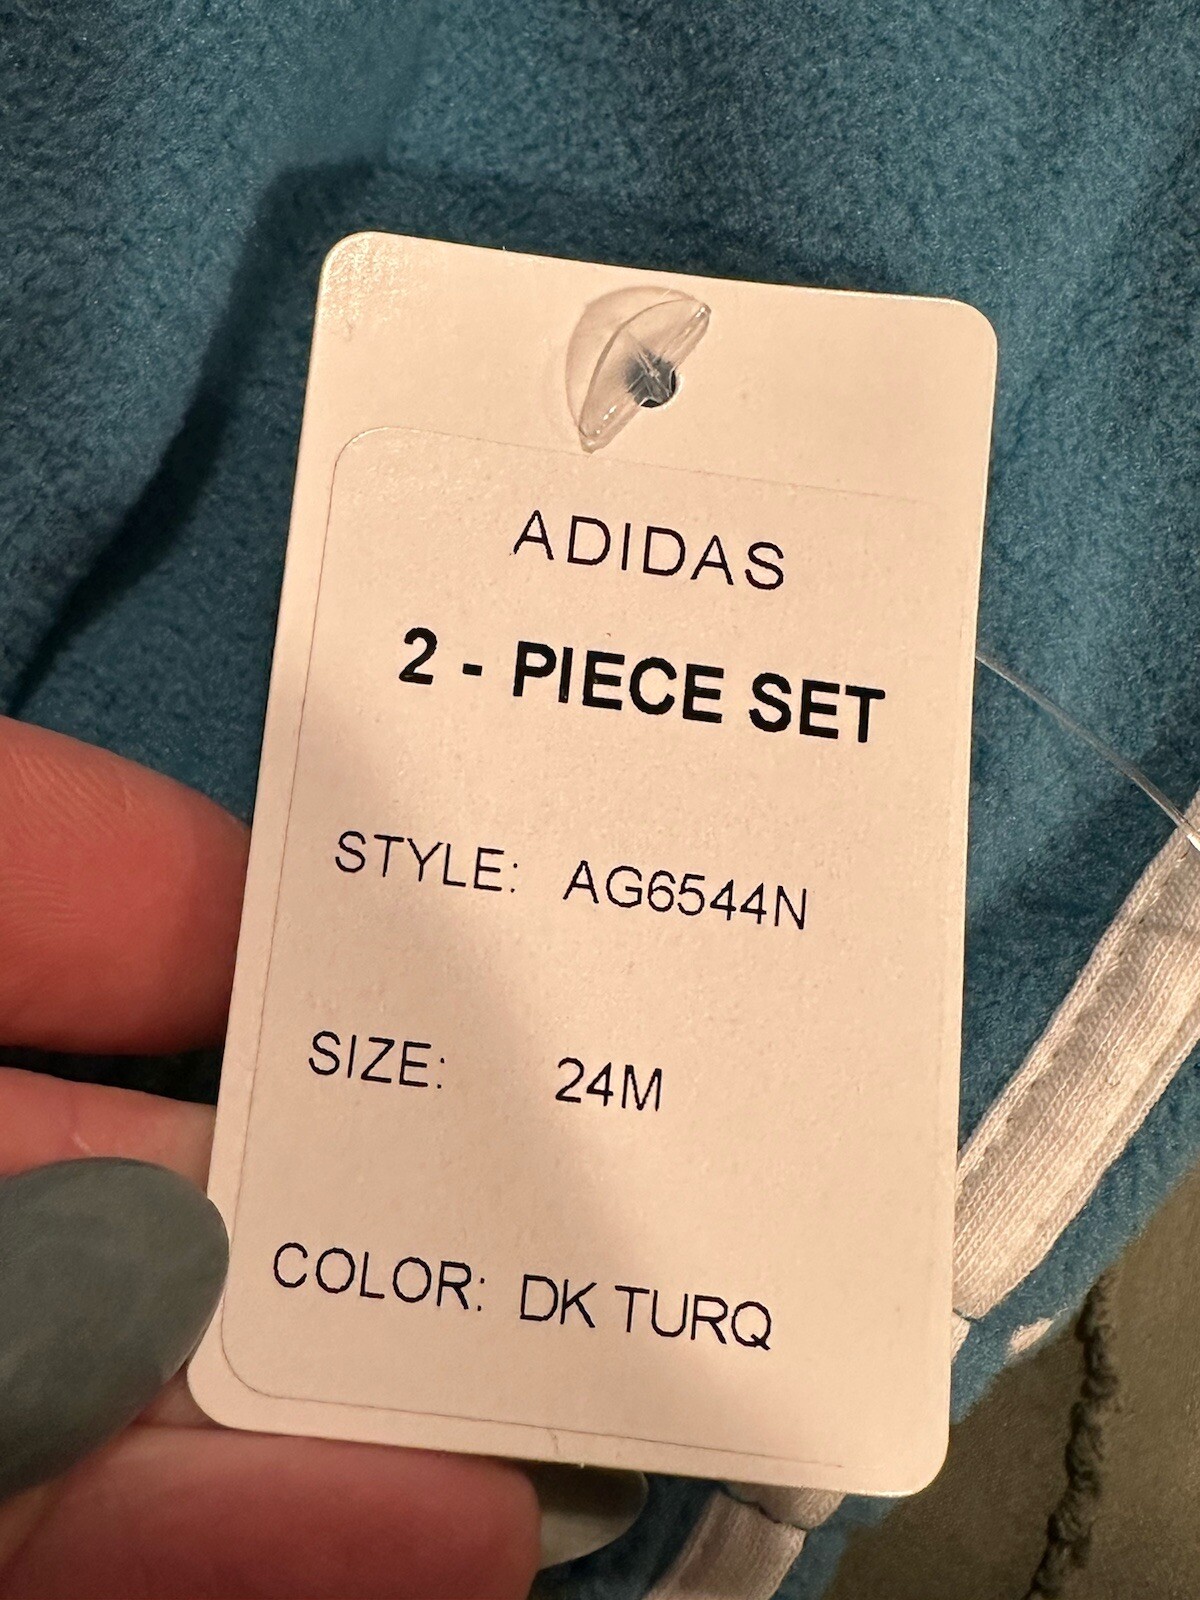 ADIDAS
2 - PIECE SET
STYLE: AG6544N
SIZE: 24M
COLOR: DK TURQ